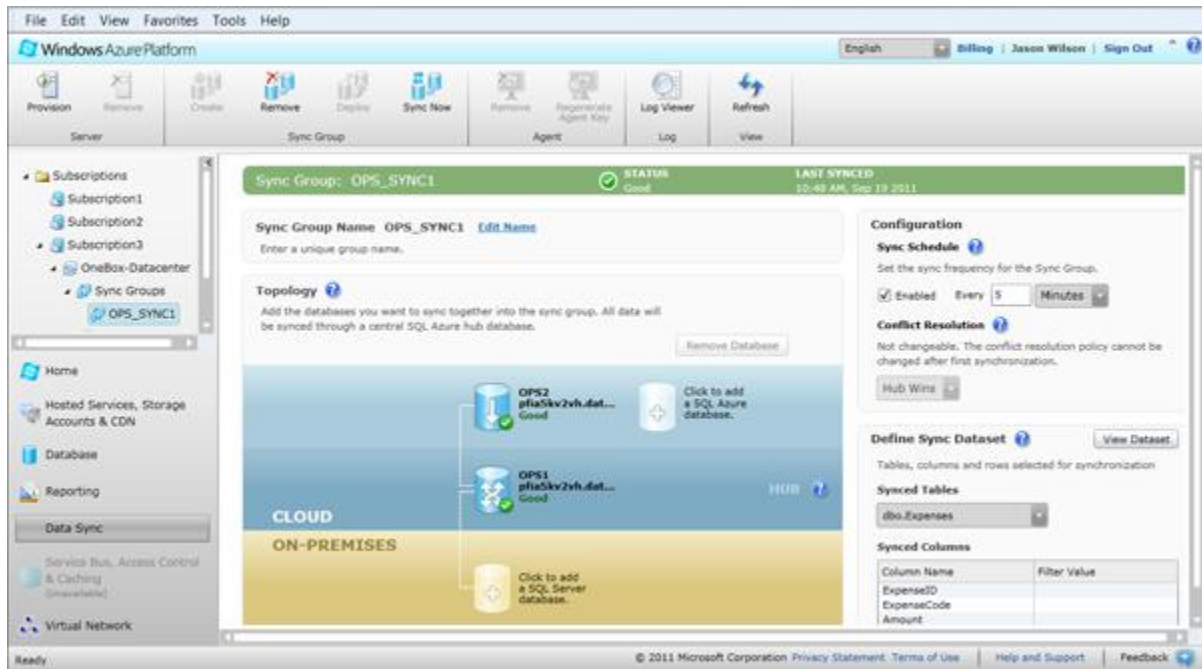 File Edit View Favorites Tools Help
Windows Azure Platform
English Billing | Jason Wilson | Sign Out
Provision Remove Create Remove Deploy Sync Now Remove Regenerate Agent Key Log Viewer Refresh
Server Sync Group Agent Log View
Subscriptions
Subscription1
Subscription2
Subscription3
OneBox-Datacenter
Sync Groups
OPS_SYNC1
Home
Hosted Services, Storage
Accounts & CDN
Database
Reporting
Data Sync
Service Bus, Access Control
& Caching
(Unavailable)
Virtual Network
Sync Group: OPS_SYNC1
STATUS
Good
LAST SYNCED
10:48 AM, Sep 19 2011
Sync Group Name OPS_SYNC1 Edit Name
Enter a unique group name.
Topology
Add the databases you want to sync together into the sync group. All data will
be synced through a central SQL Azure hub database.
Remove Database
OPS2
pfia5kv2vh.dat...
Good
Click to add
a SQL Azure
database.
OPS1
pfia5kv2vh.dat...
Good
HUB
CLOUD
ON-PREMISES
Click to add
a SQL Server
database.
Configuration
Sync Schedule
Set the sync frequency for the Sync Group.
Enabled Every 5 Minutes
Conflict Resolution
Not changeable. The conflict resolution policy cannot be
changed after first synchronization.
Hub Wins
Define Sync Dataset View Dataset
Tables, columns and rows selected for synchronization
Synced Tables
dbo.Expenses
Synced Columns
Column Name Filter Value
ExpenseID
ExpenseCode
Amount
Ready
© 2011 Microsoft Corporation Privacy Statement Terms of Use | Help and Support | Feedback